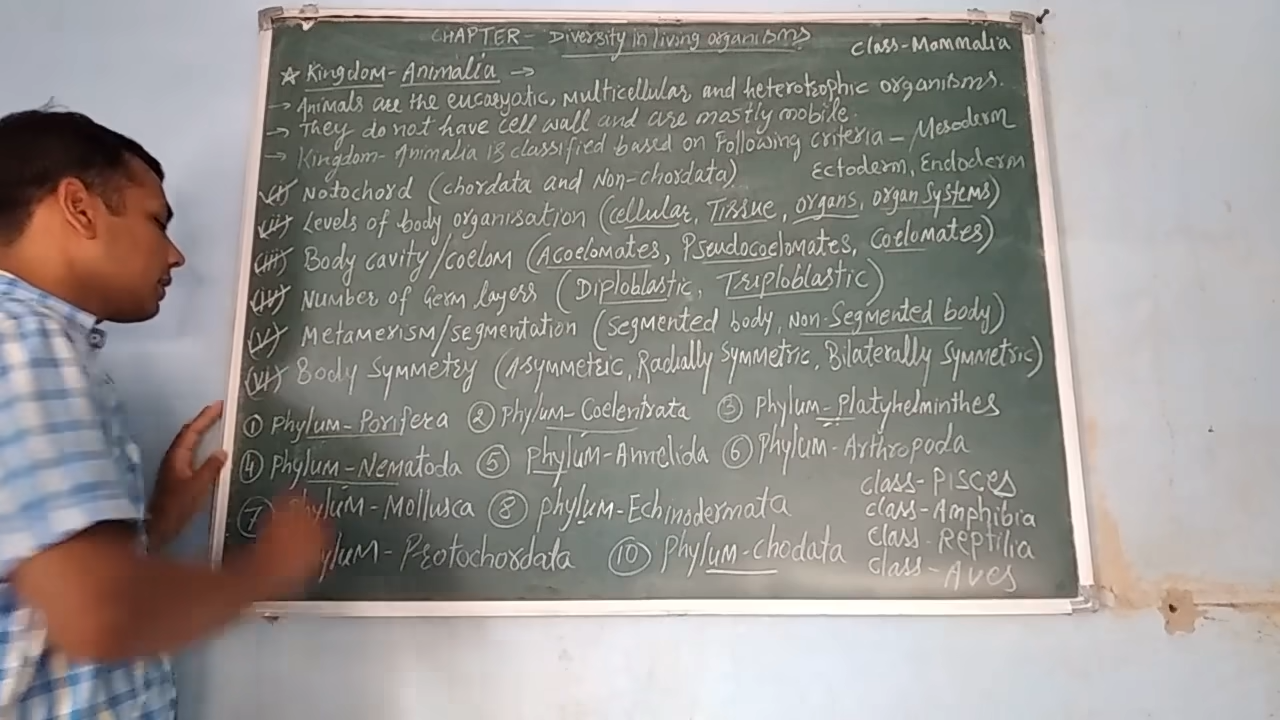 CHAPTER- Diversity in living organisms
class-Mammalia
☆ Kingdom- Animalia →
→ Animals are the eucaryotic, multicellular, and heterotrophic organisms.
→ They do not have cell wall and are mostly mobile.
→ Kingdom- Animalia is classified based on following criteria – Mesoderm
Ectoderm, Endoderm
(i) Notochord (chordata and Non-chordata)
(ii) Levels of body organisation (cellular, Tissue, organs, organ systems)
(iii) Body cavity/coelom (Acoelomates, Pseudocoelomates, Coelomates)
(iv) Number of Germ layers (Diploblastic, Triploblastic)
(v) Metamerism/segmentation (segmented body, non-segmented body)
(vi) Body Symmetry (Asymmetric, Radially Symmetric, Bilaterally Symmetric)
① Phylum-Porifera ② Phylum-Coelentrata ③ Phylum-Platyhelminthes
④ Phylum-Nematoda ⑤ Phylum-Annelida ⑥ Phylum-Arthropoda
⑦ Phylum-Mollusca ⑧ Phylum-Echinodermata
Phylum- Protochordata ⑩ Phylum-chodata
class-PISCES
class-Amphibia
class-Reptilia
class-Aves